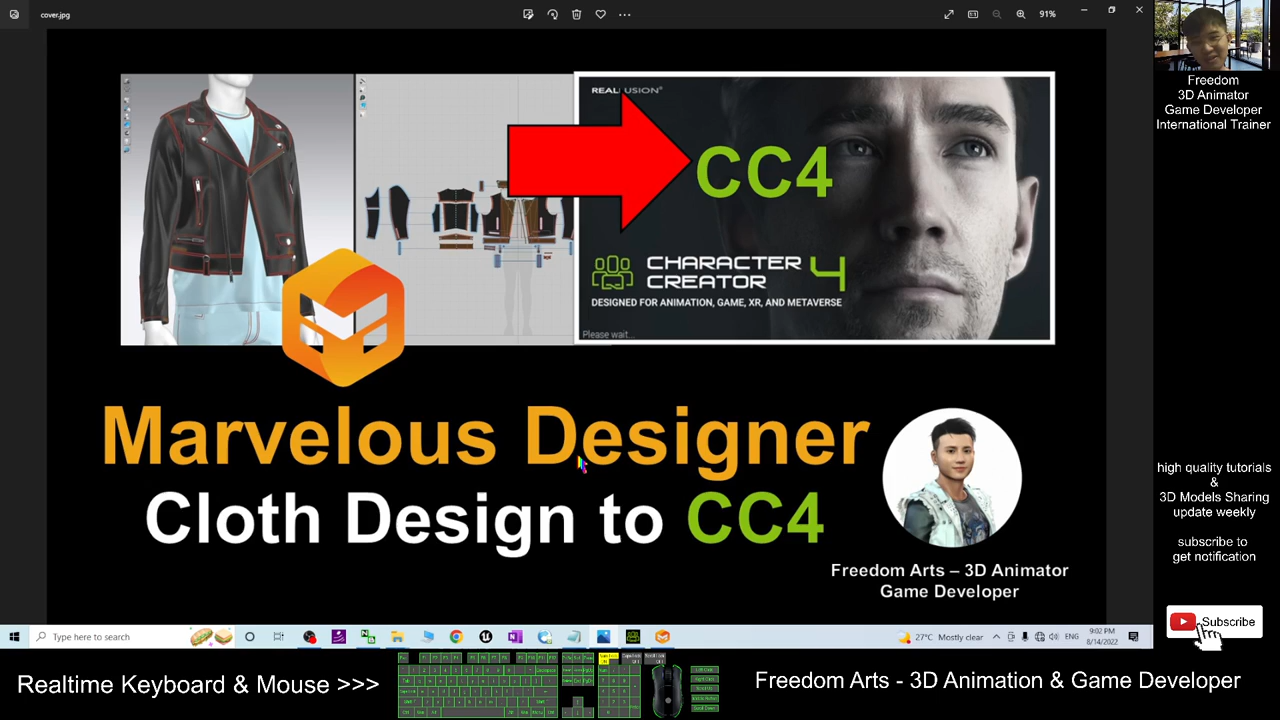 cover.jpg
91%
Freedom
3D Animator
Game Developer
International Trainer
REALLUSION
CC4
CHARACTER
CREATOR 4
DESIGNED FOR ANIMATION, GAME, XR, AND METAVERSE
Please wait...
Marvelous Designer
Cloth Design to CC4
Freedom Arts – 3D Animator
Game Developer
high quality tutorials
&
3D Models Sharing
update weekly
subscribe to
get notification
Subscribe
Type here to search
27°C Mostly clear
ENG
9:02 PM
8/14/2022
Realtime Keyboard & Mouse >>>
Freedom Arts - 3D Animation & Game Developer